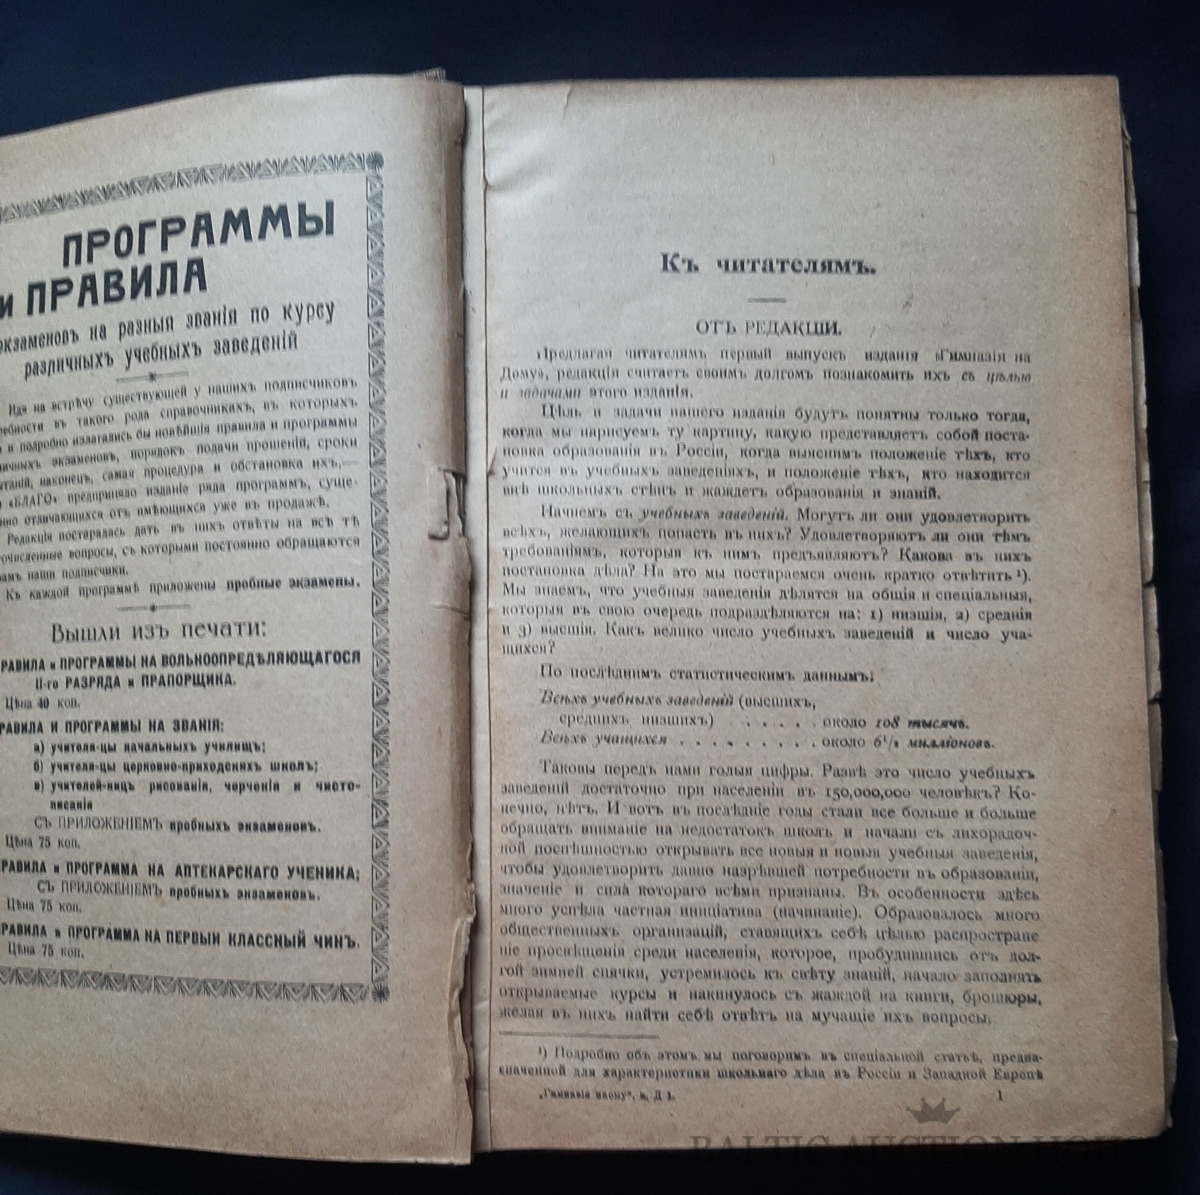 ПРОГРАММЫ
и ПРАВИЛА
экзаменовъ на разныя званія по курсу
различныхъ учебныхъ заведеній
Идя на встрѣчу существующей у нашихъ подписчиковъ
въ такого рода справочникахъ, въ которыхъ
и подробно излагались бы новѣйшія правила и программы
экзаменовъ, порядокъ подачи прошеній, сроки
наконецъ, самая процедура и обстановка ихъ,—
«БЛАГО» предприняло изданіе ряда программъ, суще-
нно отличающихся отъ имѣющихся уже въ продажѣ.
Редакція постаралась дать въ нихъ отвѣты на всѣ тѣ
вопросы, съ которыми постоянно обращаются
наши подписчики.
Къ каждой программѣ приложены пробные экзамены.
Вышли изъ печати:
РАВИЛА и ПРОГРАММЫ НА ВОЛЬНООПРЕДѢЛЯЮЩАГОСЯ
II-го РАЗРЯДА и ПРАПОРЩИКА.
Цѣна 40 коп.
РАВИЛА И ПРОГРАММЫ НА ЗВАНІЯ:
а) учителя-цы начальныхъ училищъ;
б) учителя-цы церковно-приходскихъ школъ;
в) учителей-ницъ рисованія, черченія и чисто-
писанія
СЪ ПРИЛОЖЕНІЕМЪ пробныхъ экзаменовъ.
Цѣна 75 коп.
РАВИЛА и ПРОГРАММА НА АПТЕКАРСКАГО УЧЕНИКА;
СЪ ПРИЛОЖЕНІЕМЪ пробныхъ экзаменовъ.
Цѣна 75 коп.
РАВИЛА и ПРОГРАММА НА ПЕРВЫЙ КЛАССНЫЙ ЧИНЪ.
Цѣна 75 коп.
Къ читателямъ.
ОТЪ РЕДАКЦІИ.
Предлагая читателямъ первый выпускъ изданія «Гимназія на
Дому», редакція считаетъ своимъ долгомъ познакомить ихъ съ цѣлью
и задачами этого изданія.
Цѣль и задачи нашего изданія будутъ понятны только тогда,
когда мы нарисуемъ ту картину, какую представляетъ собой поста-
новка образованія въ Россіи, когда выяснимъ положеніе тѣхъ, кто
учится въ учебныхъ заведеніяхъ, и положеніе тѣхъ, кто находится
внѣ школьныхъ стѣнъ и жаждетъ образованія и знаній.
Начнемъ съ учебныхъ заведеній. Могутъ ли они удовлетворить
всѣхъ, желающихъ попасть въ нихъ? Удовлетворяютъ ли они тѣмъ
требованіямъ, которыя къ нимъ предъявляютъ? Какова въ нихъ
постановка дѣла? На это мы постараемся очень кратко отвѣтить ¹).
Мы знаемъ, что учебныя заведенія дѣлятся на общія и спеціальныя,
которыя въ свою очередь подраздѣляются на: 1) низшія, 2) среднія
и 3) высшія. Какъ велико число учебныхъ заведеній и число уча-
щихся?
По послѣднимъ статистическимъ даннымъ:
Всѣхъ учебныхъ заведеній (высшихъ,
среднихъ низшихъ) . . . . . около 108 тысячъ.
Всѣхъ учащихся . . . . . . . . . около 6¹/₂ милліоновъ.
Таковы передъ нами голыя цифры. Развѣ это число учебныхъ
заведеній достаточно при населеніи въ 150,000,000 человѣкъ? Ко-
нечно, нѣтъ. И вотъ въ послѣдніе годы стали все больше и больше
обращать вниманіе на недостатокъ школъ и начали съ лихорадоч-
ной поспѣшностью открывать все новыя и новыя учебныя заведенія,
чтобы удовлетворить давно назрѣвшей потребности въ образованіи,
значеніе и сила котораго всѣми признаны. Въ особенности здѣсь
много успѣла частная иниціатива (начинаніе). Образовалось много
общественныхъ организацій, ставящихъ себѣ цѣлью распростране
ніе просвѣщенія среди населенія, которое, пробудившись отъ дол-
гой зимней спячки, устремилось къ свѣту знаній, начало заполнять
открываемые курсы и накинулось съ жаждой на книги, брошюры,
желая въ нихъ найти себѣ отвѣтъ на мучащіе ихъ вопросы.
¹) Подробно объ этомъ мы поговоримъ въ спеціальной статьѣ, предна-
значенной для характеристики школьнаго дѣла въ Россіи и Западной Европѣ
1
BALTIC AUCTION